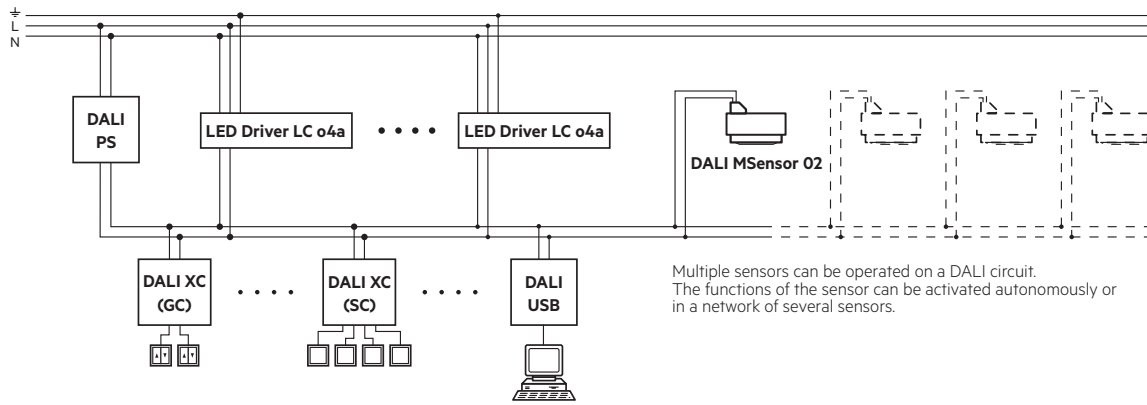 L
N
DALI
PS
LED Driver LC o4a
LED Driver LC o4a
DALI MSensor 02
DALI XC
(GC)
DALI XC
(SC)
DALI
USB
Multiple sensors can be operated on a DALI circuit.
The functions of the sensor can be activated autonomously or
in a network of several sensors.